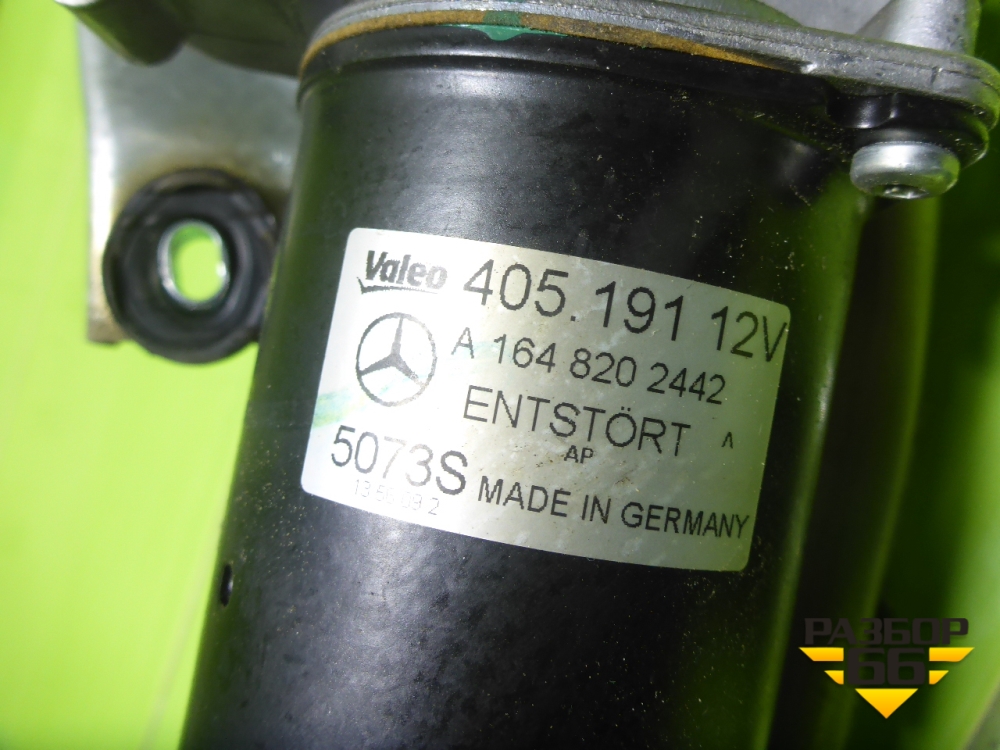 Valeo 405.191 12V
A 164 820 2442
ENTSTÖRT ^
AP
5073S MADE IN GERMANY
РАЗБОР
66